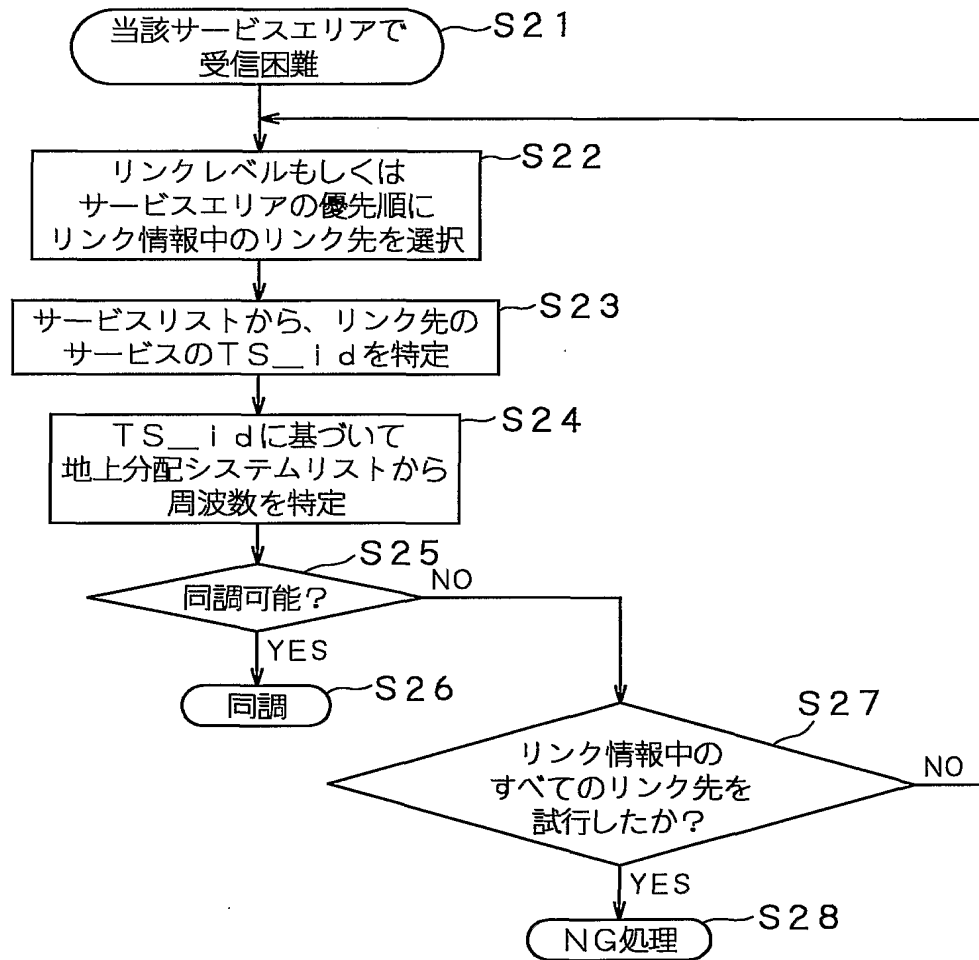 当該サービスエリアで
受信困難
S21
リンクレベルもしくは
サービスエリアの優先順に
リンク情報中のリンク先を選択
S22
サービスリストから、リンク先の
サービスのTS__idを特定
S23
TS__idに基づいて
地上分配システムリストから
周波数を特定
S24
同調可能?
S25
NO
YES
同調
S26
リンク情報中の
すべてのリンク先を
試行したか?
S27
NO
YES
NG処理
S28